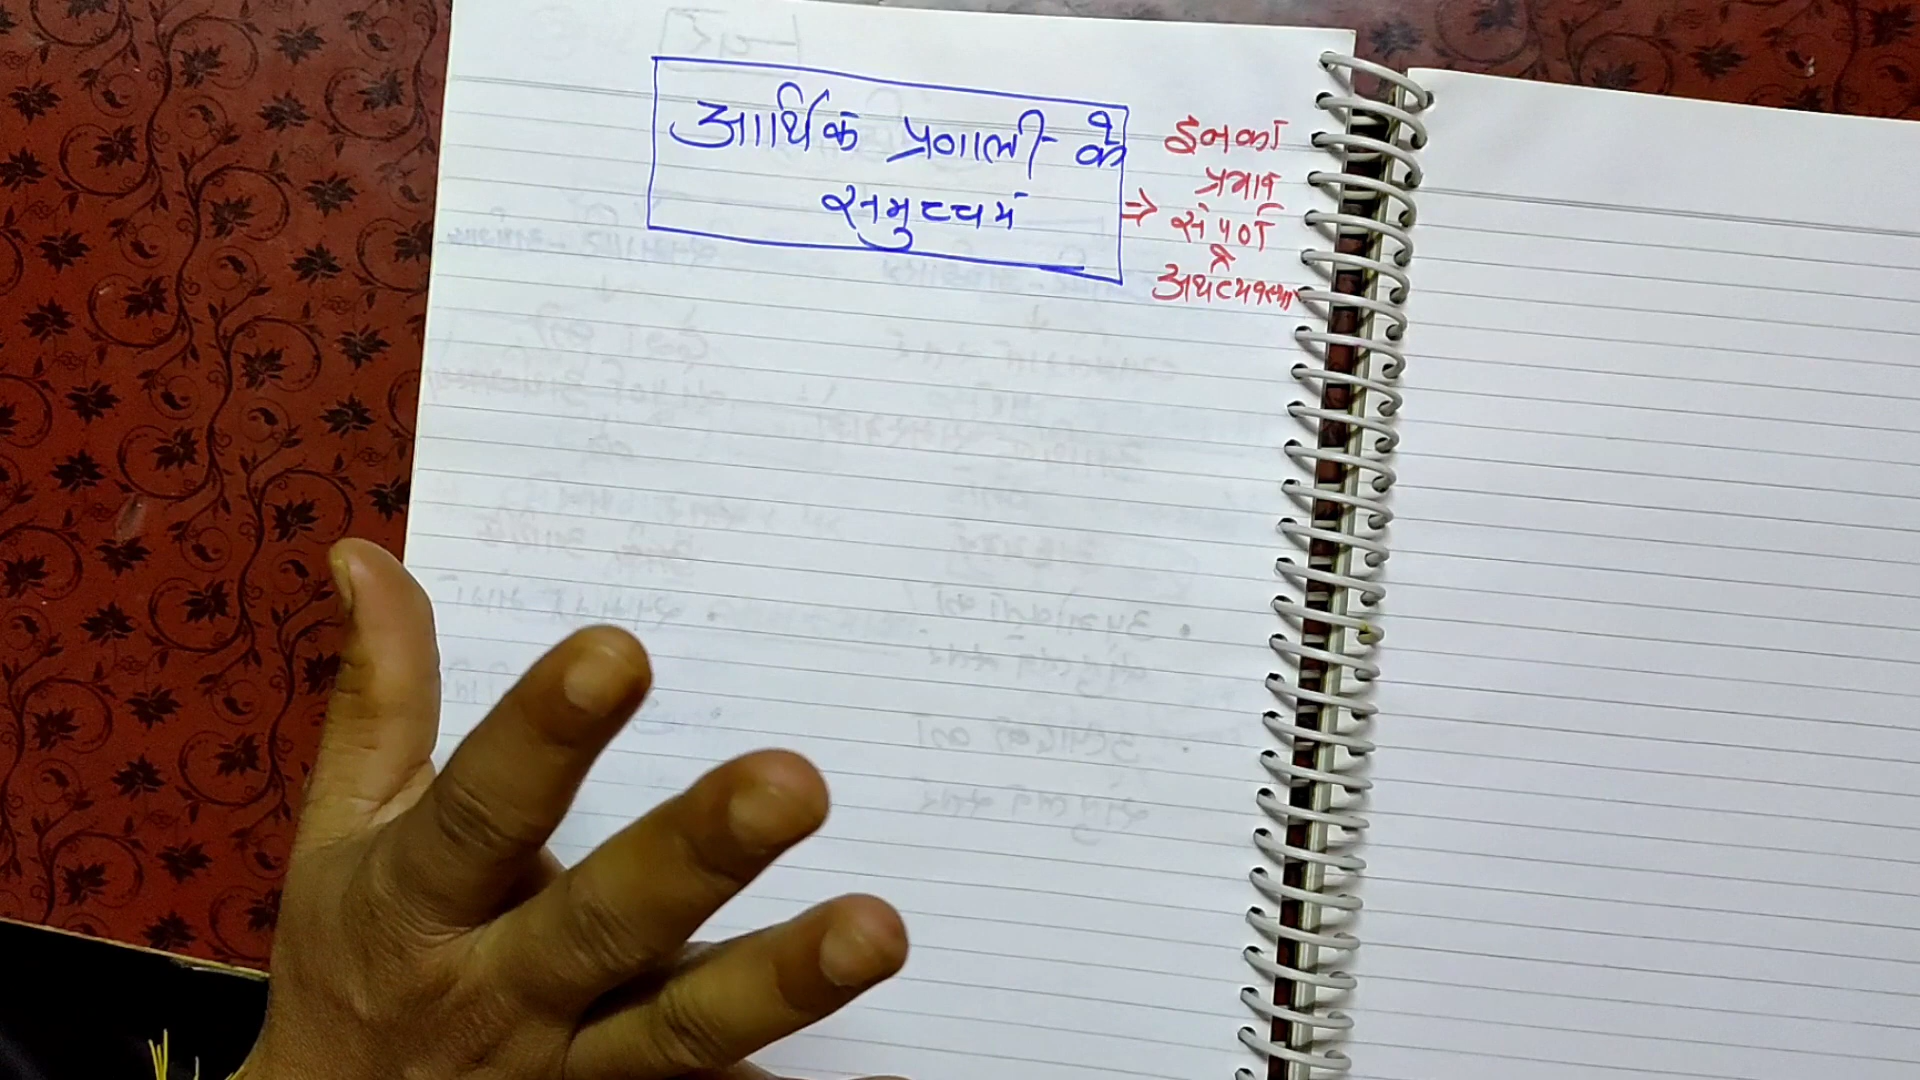 आर्थिक प्रणाली के
समुच्चय
⇒
इनका
प्रभाव
संपूर्ण
अर्थव्यवस्था